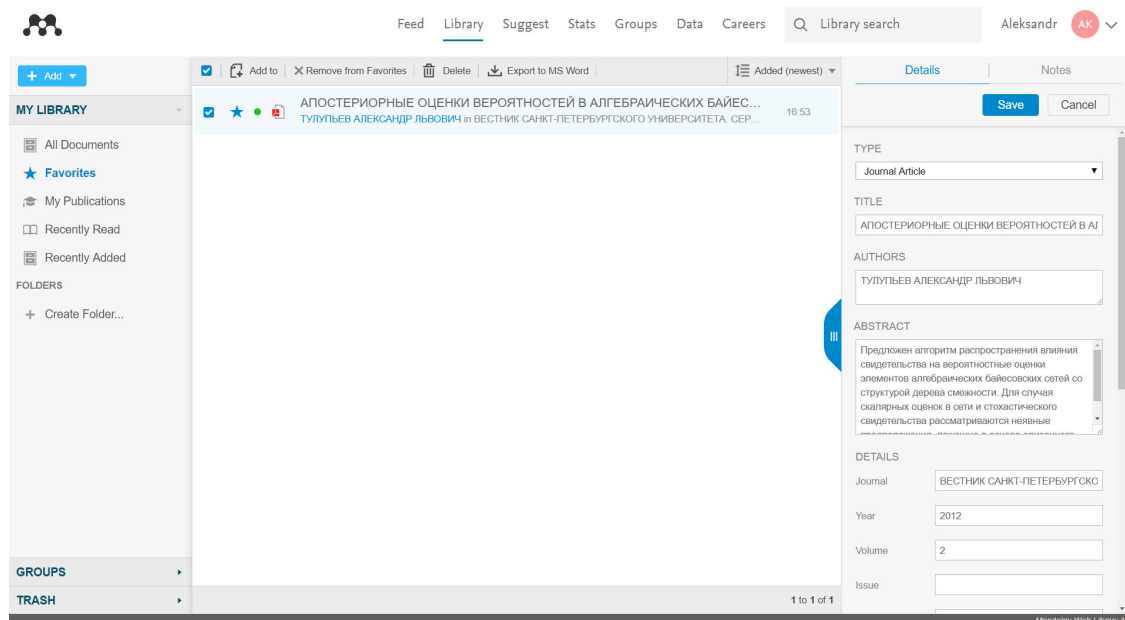 Feed Library Suggest Stats Groups Data Careers Library search Aleksandr AK
+ Add
Add to Remove from Favorites Delete Export to MS Word Added (newest)
Details Notes
MY LIBRARY
АПОСТЕРИОРНЫЕ ОЦЕНКИ ВЕРОЯТНОСТЕЙ В АЛГЕБРАИЧЕСКИХ БАЙЕС...
ТУЛУПЬЕВ АЛЕКСАНДР ЛЬВОВИЧ in ВЕСТНИК САНКТ-ПЕТЕРБУРГСКОГО УНИВЕРСИТЕТА. СЕР...
16:53
Save Cancel
All Documents
Favorites
My Publications
Recently Read
Recently Added
FOLDERS
+ Create Folder...
GROUPS
TRASH
1 to 1 of 1
TYPE
Journal Article
TITLE
АПОСТЕРИОРНЫЕ ОЦЕНКИ ВЕРОЯТНОСТЕЙ В АЛ
AUTHORS
ТУЛУПЬЕВ АЛЕКСАНДР ЛЬВОВИЧ
ABSTRACT
Предложен алгоритм распространения влияния
свидетельства на вероятностные оценки
элементов алгебраических байесовских сетей со
структурой дерева смежности. Для случая
скалярных оценок в сети и стохастического
свидетельства рассматриваются неявные
DETAILS
Journal ВЕСТНИК САНКТ-ПЕТЕРБУРГСКО
Year 2012
Volume 2
Issue